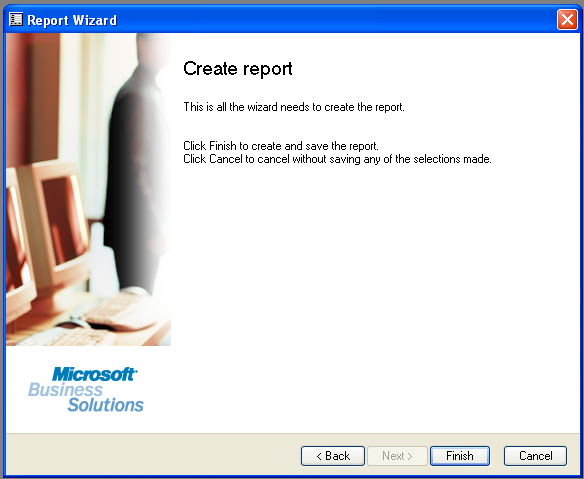 Report Wizard
Create report
This is all the wizard needs to create the report.
Click Finish to create and save the report.
Click Cancel to cancel without saving any of the selections made.
Microsoft
Business
Solutions
< Back
Next >
Finish
Cancel